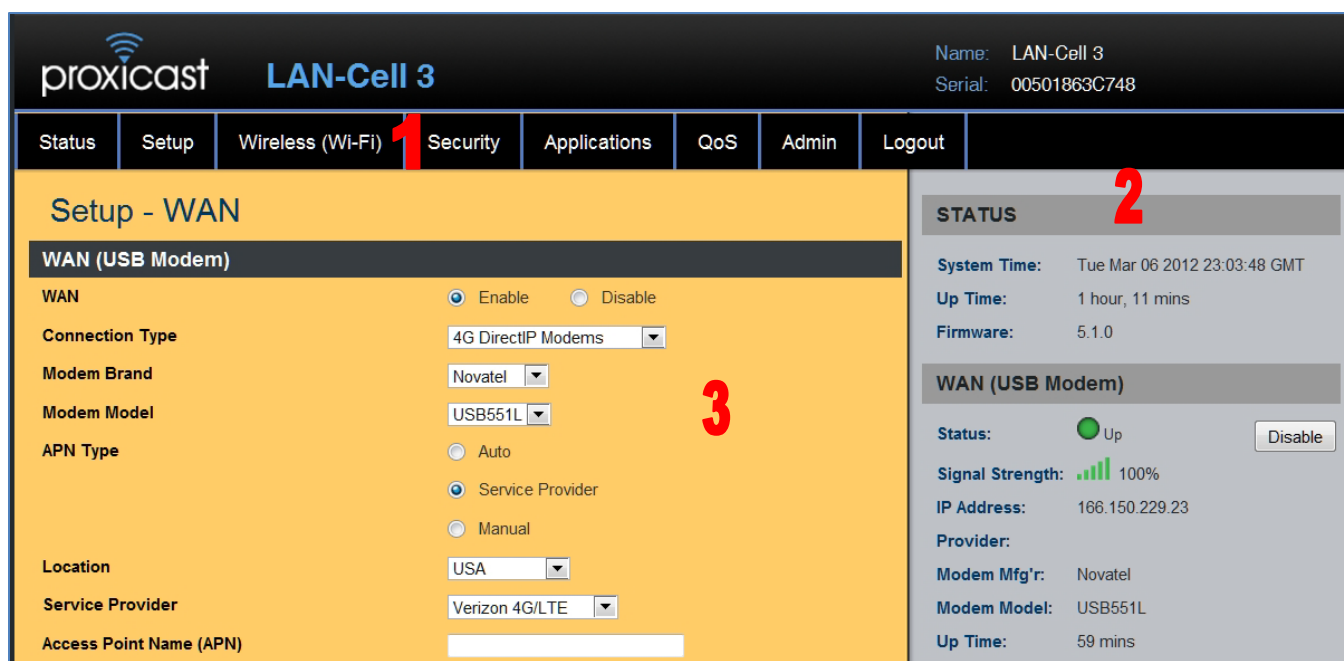 proxicast LAN-Cell 3
Name: LAN-Cell 3
Serial: 00501863C748
Status Setup Wireless (Wi-Fi) 1 Security Applications QoS Admin Logout
Setup - WAN
WAN (USB Modem)
WAN Enable Disable
Connection Type 4G DirectIP Modems
Modem Brand Novatel
3
Modem Model USB551L
APN Type Auto
Service Provider
Manual
Location USA
Service Provider Verizon 4G/LTE
Access Point Name (APN)
2
STATUS
System Time: Tue Mar 06 2012 23:03:48 GMT
Up Time: 1 hour, 11 mins
Firmware: 5.1.0
WAN (USB Modem)
Status: Up Disable
Signal Strength: 100%
IP Address: 166.150.229.23
Provider:
Modem Mfg'r: Novatel
Modem Model: USB551L
Up Time: 59 mins